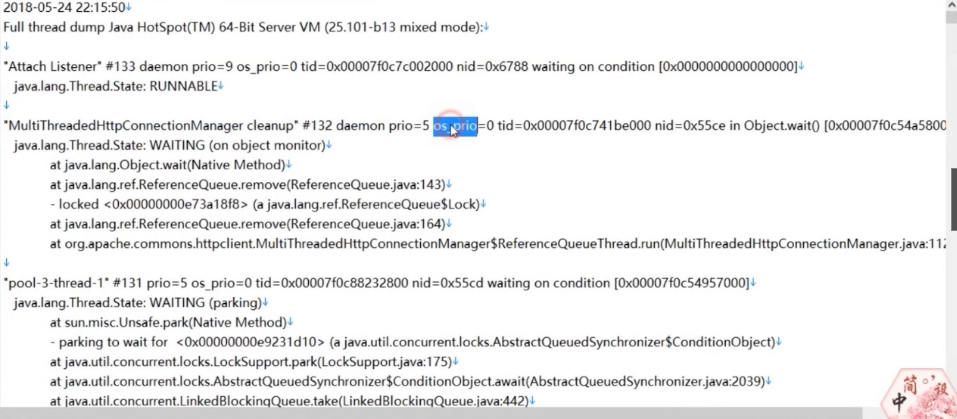 2018-05-24 22:15:50↓
Full thread dump Java HotSpot(TM) 64-Bit Server VM (25.101-b13 mixed mode):↓
↓
"Attach Listener" #133 daemon prio=9 os_prio=0 tid=0x00007f0c7c002000 nid=0x6788 waiting on condition [0x0000000000000000]↓
java.lang.Thread.State: RUNNABLE↓
↓
"MultiThreadedHttpConnectionManager cleanup" #132 daemon prio=5 os_prio=0 tid=0x00007f0c741be000 nid=0x55ce in Object.wait() [0x00007f0c54a5800
java.lang.Thread.State: WAITING (on object monitor)↓
at java.lang.Object.wait(Native Method)↓
at java.lang.ref.ReferenceQueue.remove(ReferenceQueue.java:143)↓
- locked <0x00000000e73a18f8> (a java.lang.ref.ReferenceQueue$Lock)↓
at java.lang.ref.ReferenceQueue.remove(ReferenceQueue.java:164)↓
at org.apache.commons.httpclient.MultiThreadedHttpConnectionManager$ReferenceQueueThread.run(MultiThreadedHttpConnectionManager.java:112
↓
"pool-3-thread-1" #131 prio=5 os_prio=0 tid=0x00007f0c88232800 nid=0x55cd waiting on condition [0x00007f0c54957000]↓
java.lang.Thread.State: WAITING (parking)↓
at sun.misc.Unsafe.park(Native Method)↓
- parking to wait for <0x00000000e9231d10> (a java.util.concurrent.locks.AbstractQueuedSynchronizer$ConditionObject)↓
at java.util.concurrent.locks.LockSupport.park(LockSupport.java:175)↓
at java.util.concurrent.locks.AbstractQueuedSynchronizer$ConditionObject.await(AbstractQueuedSynchronizer.java:2039)↓
at java.util.concurrent.LinkedBlockingQueue.take(LinkedBlockingQueue.java:442)↓
简
中